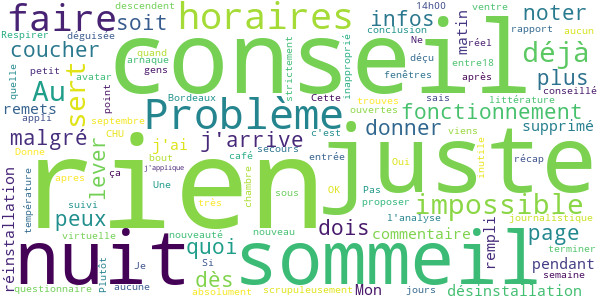 descendent
14h00
faire
horaires
conseil
infos
noter
Respirer
déguisée
soit
conclusion
Ne
matin
réel
rapport
aucun
ventre
coucher
quand
arnaque
gens
strictement
inapproprié
déçu
entre18
déjà
quelle
petit
avatar
sert
Au
point
Bordeaux
Cette
fenêtres
après
plus
conseillé
remets
appli
septembre
Problème
ouvertes
trouves
sais
littérature
fonctionnement
malgré
CHU
j'ai
j'arrive
c'est
secours
donner
viens
supprimé
Donne
rien
juste
bout
j'applique
café
entrée
Oui
inutile
récap
température
après
lever
ça
Une
chambre
sous
OK
Pas
proposer
impossible
réinstallation
suivi
peux
très
dois
l'analyse
journalistique
virtuelle
nouveauté
nouveau
quoi
commentaire
rempli
page
nuit
sommeil
Plutôt
Je
Si
dès
terminer
pendant
questionnaire
aucune
absolument
scrupuleusement
Mon
jours
désinstallation
semaine